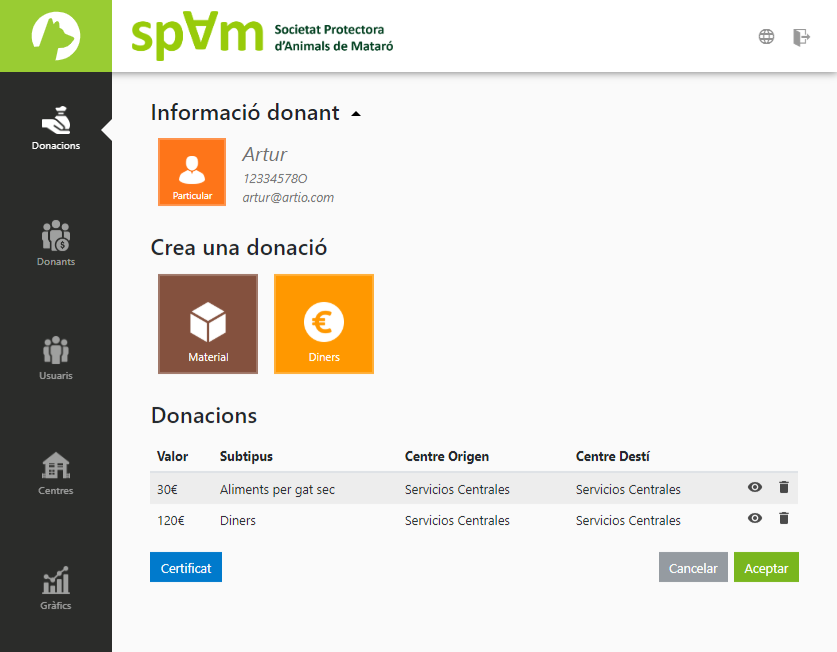 spAm Societat Protectora
d'Animals de Mataró
Donacions
Donants
Usuaris
Centres
Gràfics
Informació donant
Particular
Artur
12334578O
artur@artio.com
Crea una donació
Material
Diners
Donacions
Valor Subtipus Centre Origen Centre Destí
30€ Aliments per gat sec Servicios Centrales Servicios Centrales
120€ Diners Servicios Centrales Servicios Centrales
Certificat Cancelar Aceptar